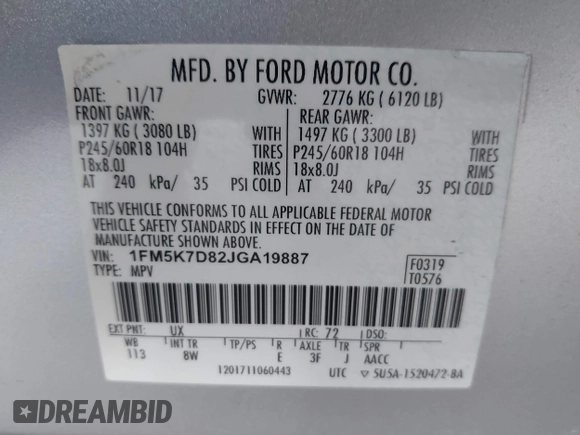 MFD. BY FORD MOTOR CO.
DATE: 11/17 GVWR: 2776 KG ( 6120 LB)
FRONT GAWR: REAR GAWR:
1397 KG ( 3080 LB) WITH 1497 KG ( 3300 LB) WITH
P245/60R18 104H TIRES P245/60R18 104H TIRES
18x8.0J RIMS 18x8.0J RIMS
AT 240 kPa/ 35 PSI COLD AT 240 kPa/ 35 PSI COLD
THIS VEHICLE CONFORMS TO ALL APPLICABLE FEDERAL MOTOR
VEHICLE SAFETY STANDARDS IN EFFECT ON THE DATE OF
MANUFACTURE SHOWN ABOVE.
VIN: 1FM5K7D82JGA19887 F0319
TYPE: MPV T0576
EXT PNT: UX RC: 72 DSO:
WB INT TR TP/PS R AXLE TR SPR
113 8W E 3F J AACC
1201711060443 UTC ▽ 5U5A-1520472-8A
DREAMBID